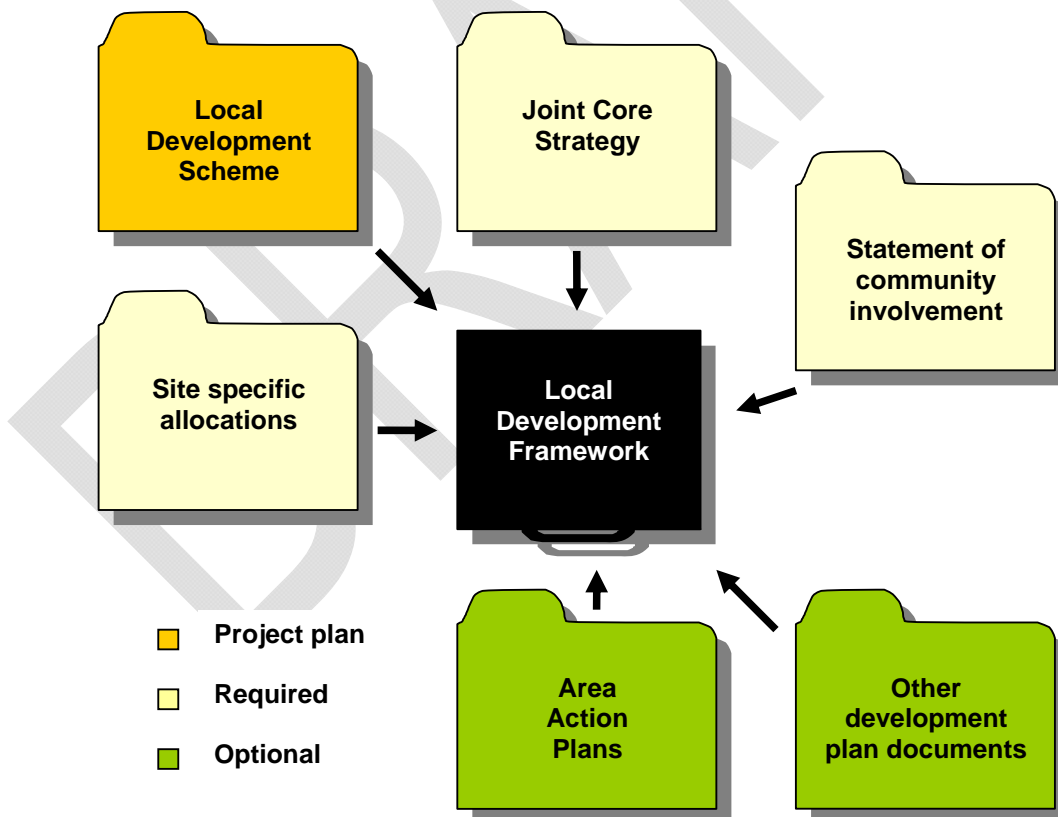 Local
Development
Scheme
Joint Core
Strategy
Statement of
community
involvement
Site specific
allocations
Local
Development
Framework
Project plan
Required
Optional
Area
Action
Plans
Other
development
plan documents